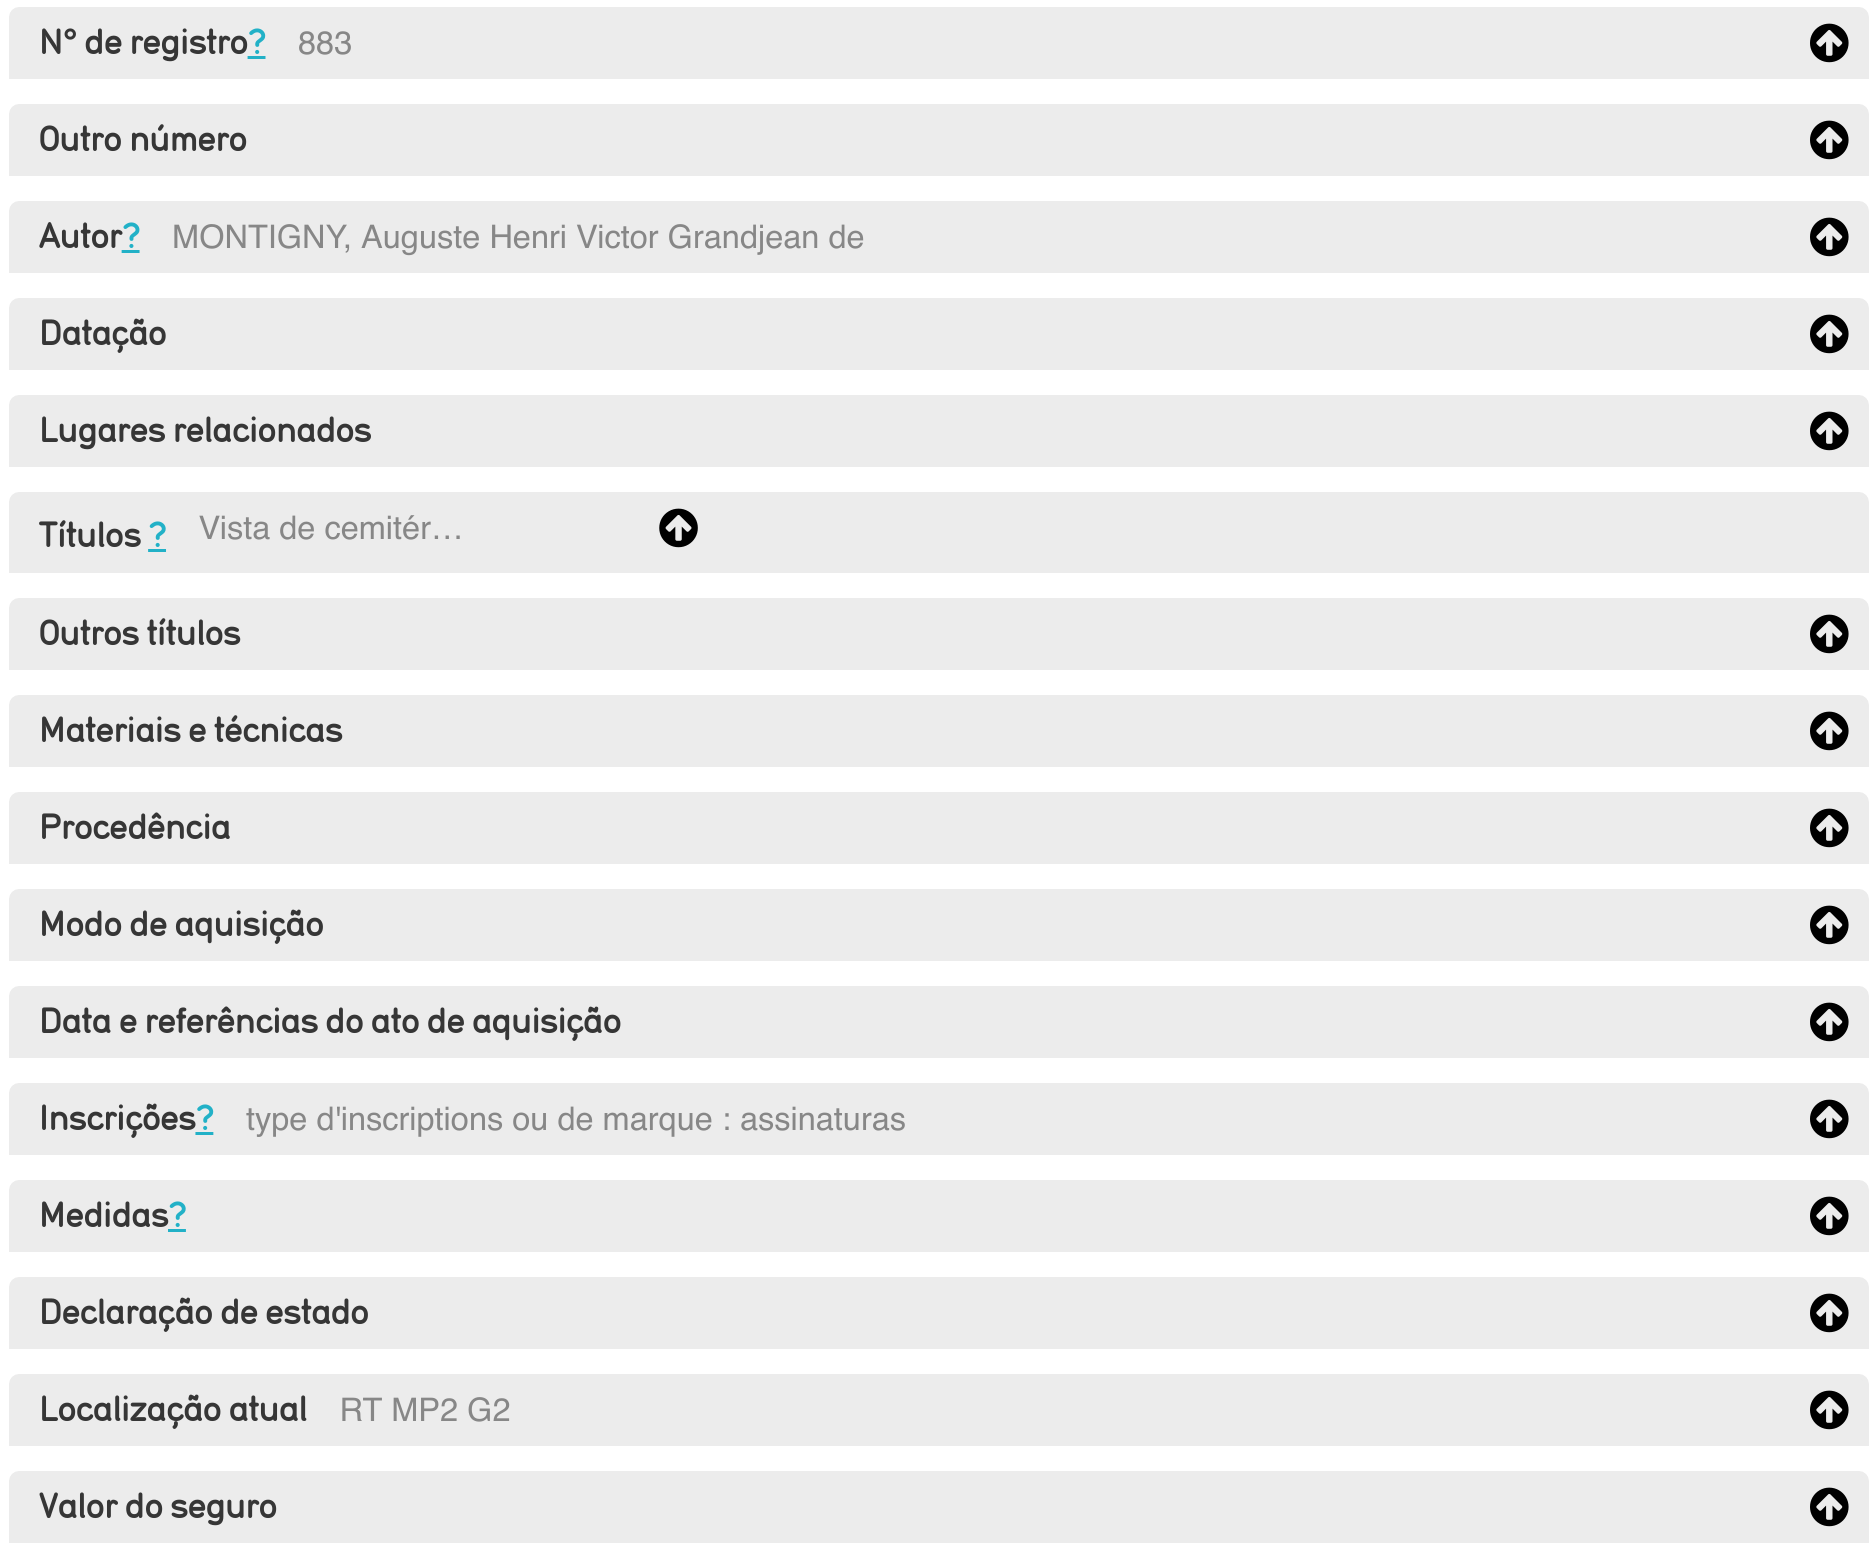 N° de registro? 883
Outro número
Autor? MONTIGNY, Auguste Henri Victor Grandjean de
Datação
Lugares relacionados
Títulos ? Vista de cemitér…
Outros títulos
Materiais e técnicas
Procedência
Modo de aquisição
Data e referências do ato de aquisição
Inscrições? type d'inscriptions ou de marque : assinaturas
Medidas?
Declaração de estado
Localização atual RT MP2 G2
Valor do seguro